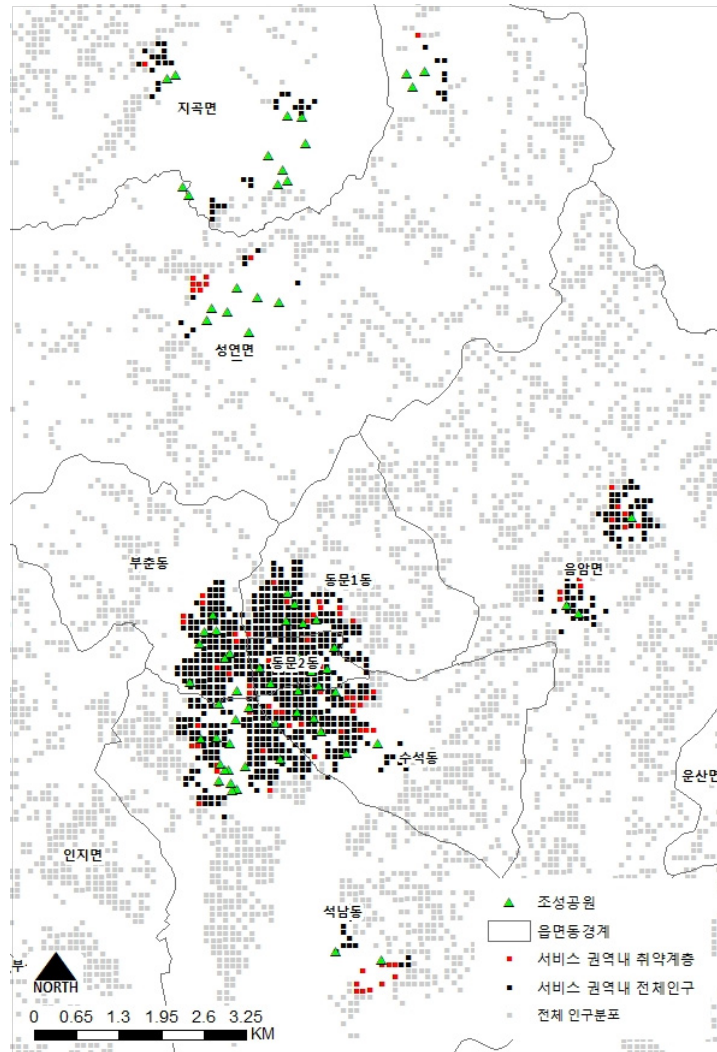 지곡면
성연면
부춘동
동문1동
음암면
동문2동
수석동
운산면
인지면
석남동
부
NORTH
0 0.65 1.3 1.95 2.6 3.25
KM
조성공원
읍면동경계
서비스 권역내 취약계층
서비스 권역내 전체인구
전체 인구분포